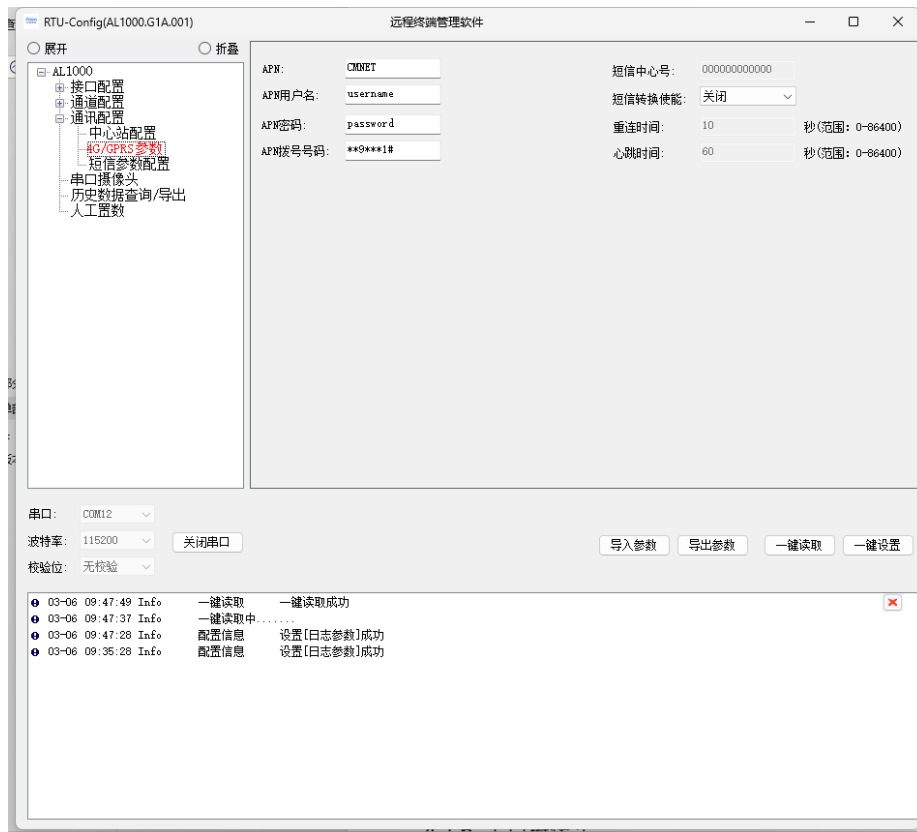 RTU-Config(AL1000.G1A.001) 远程终端管理软件
展开 折叠
AL1000
接口配置
通道配置
通讯配置
中心站配置
4G/GPRS参数
短信参数配置
串口摄像头
历史数据查询/导出
人工置数
APN: CMNET
APN用户名: username
APN密码: password
APN拨号号码: **9***1#
短信中心号: 000000000000
短信转换使能: 关闭
重连时间: 10 秒(范围: 0-86400)
心跳时间: 60 秒(范围: 0-86400)
串口: COM12
波特率: 115200 关闭串口
校验位: 无校验
导入参数 导出参数 一键读取 一键设置
03-06 09:47:49 Info 一键读取 一键读取成功
03-06 09:47:37 Info 一键读取中.......
03-06 09:47:28 Info 配置信息 设置[日志参数]成功
03-06 09:35:28 Info 配置信息 设置[日志参数]成功